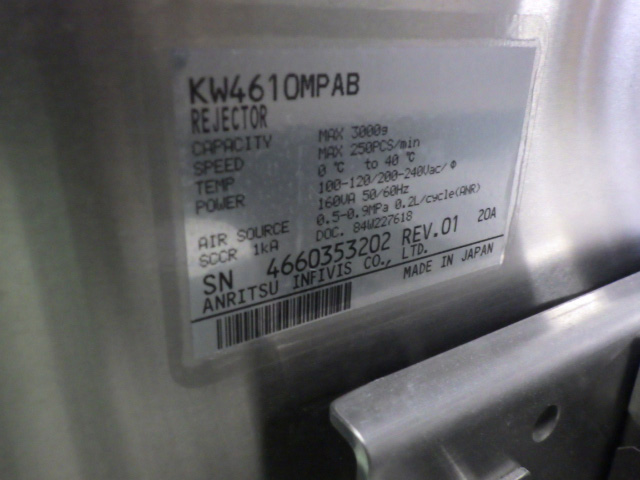 KW4610MPAB
REJECTOR
CAPACITY MAX 3000g
SPEED MAX 250PCS/min
TEMP 0 ℃ to 40 ℃
POWER 100-120/200-240Vac/Φ
160VA 50/60Hz
AIR SOURCE 0.5-0.9MPa 0.2L/cycle(ANR)
SCCR 1kA DOC. 84W227618
SN 4660353202 REV.01 20A
ANRITSU INFIVIS CO., LTD. MADE IN JAPAN